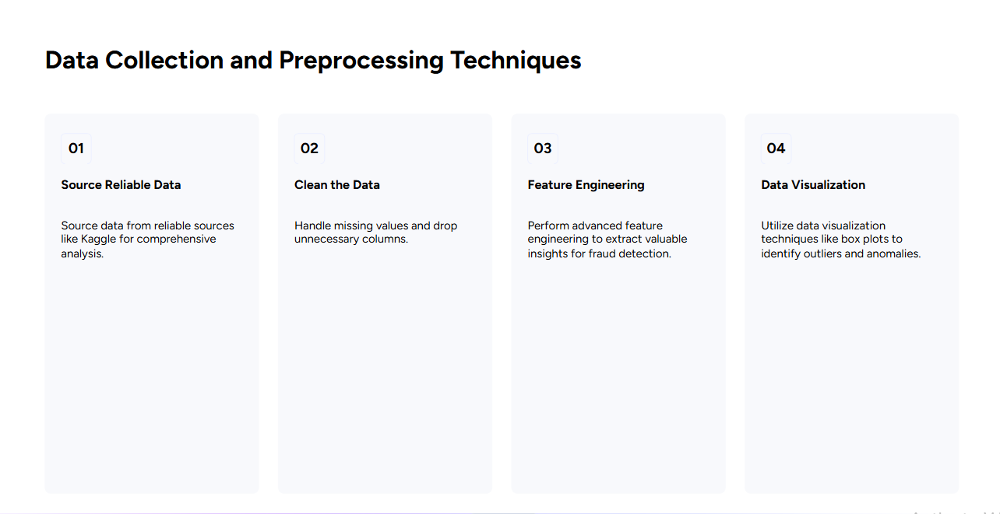 Data Collection and Preprocessing Techniques
01
Source Reliable Data
Source data from reliable sources
like Kaggle for comprehensive
analysis.
02
Clean the Data
Handle missing values and drop
unnecessary columns.
03
Feature Engineering
Perform advanced feature
engineering to extract valuable
insights for fraud detection.
04
Data Visualization
Utilize data visualization
techniques like box plots to
identify outliers and anomalies.